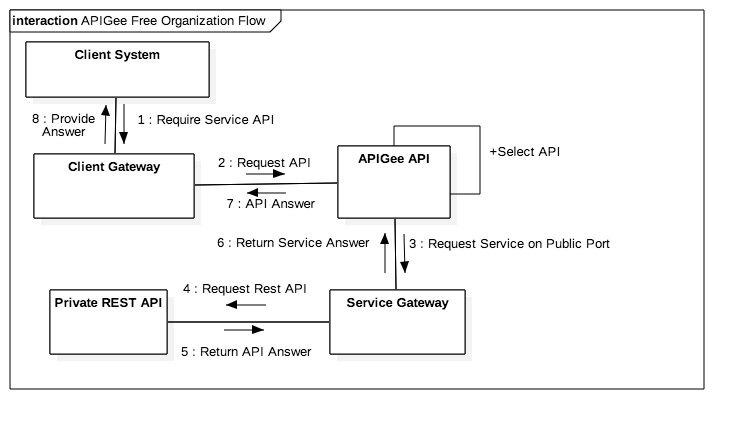 interaction APIGee Free Organization Flow
Client System
8 : Provide
Answer
1 : Require Service API
Client Gateway
2 : Request API
7 : API Answer
APIGee API
+Select API
6 : Return Service Answer
3 : Request Service on Public Port
4 : Request Rest API
Private REST API
Service Gateway
5 : Return API Answer